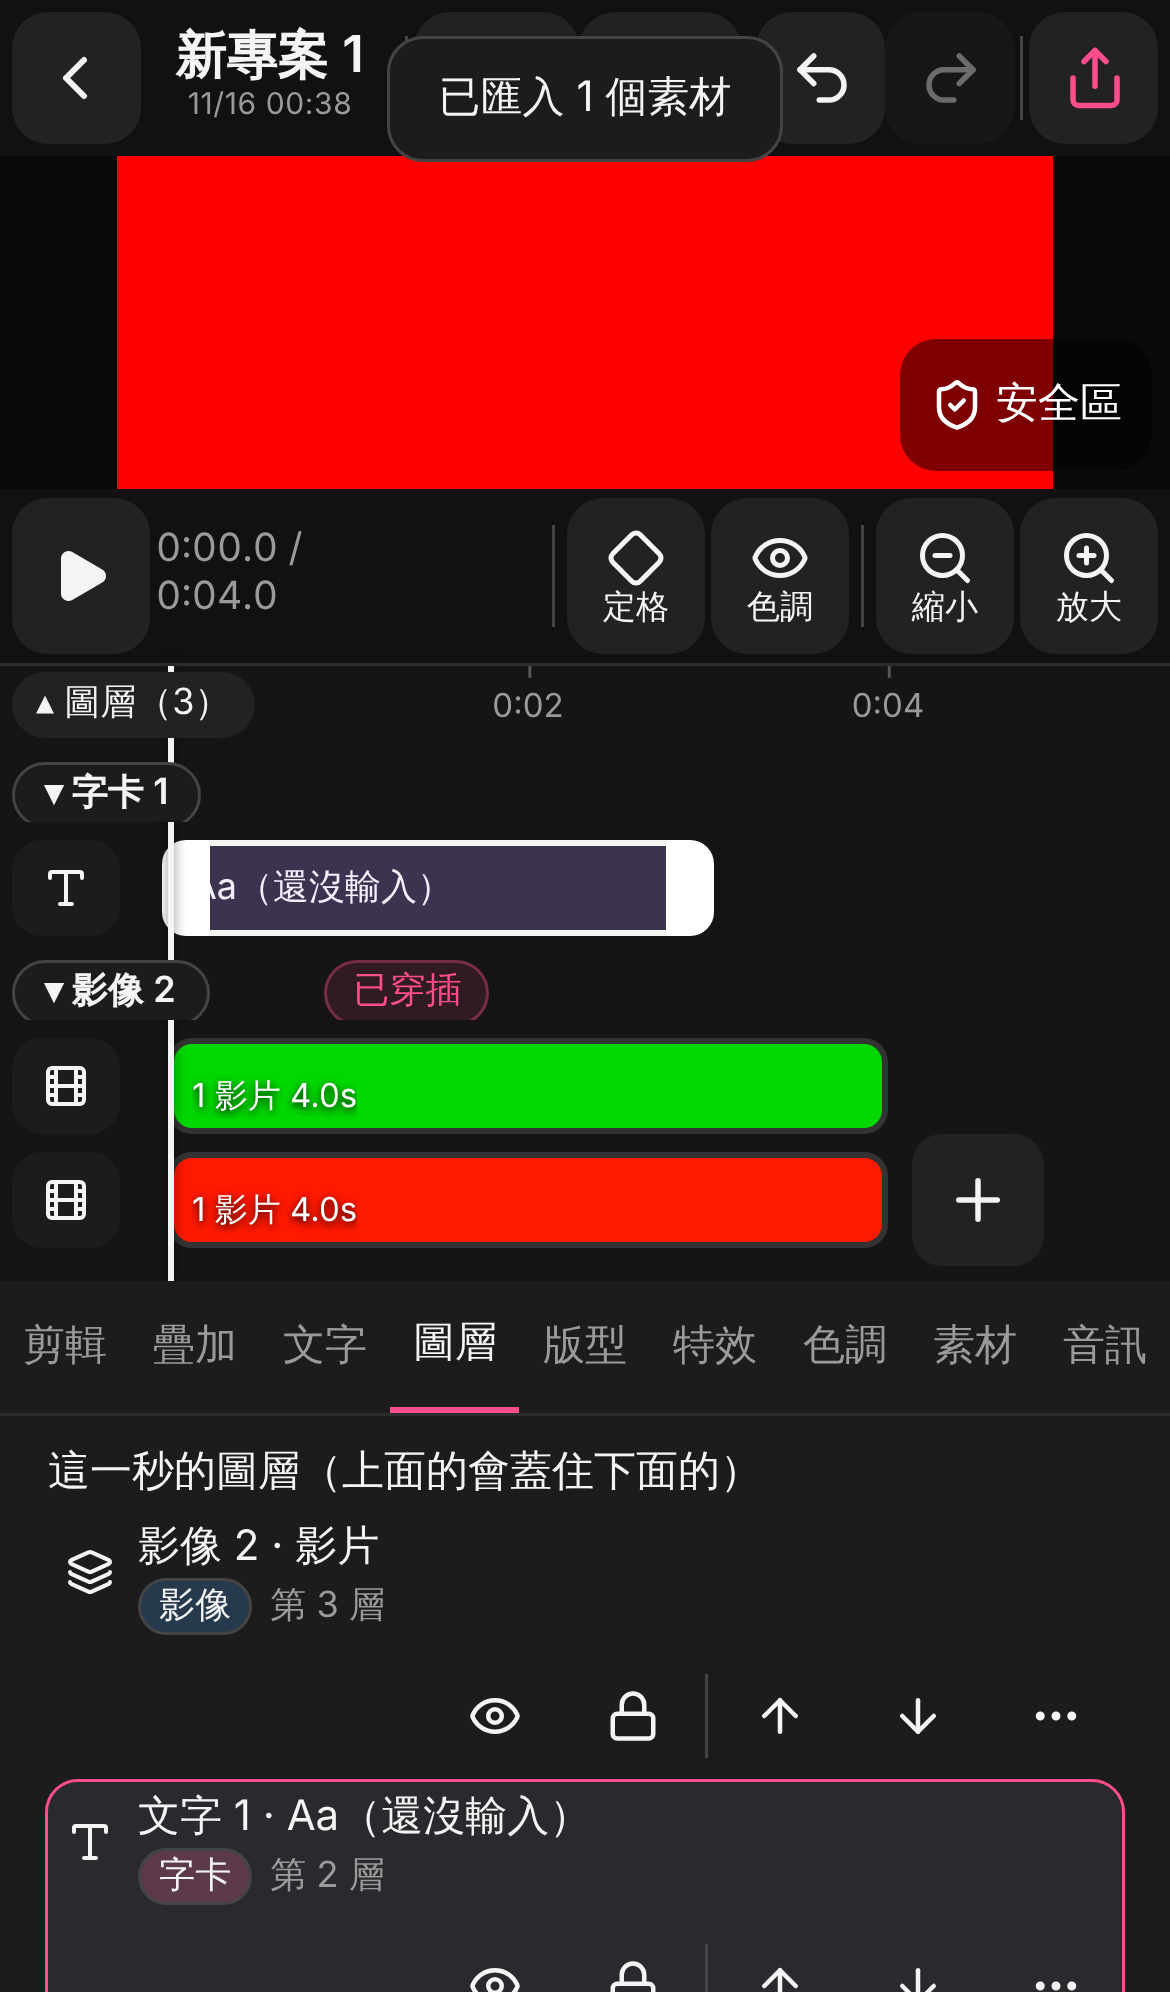 新專案 1
11/16 00:38
已匯入 1 個素材
安全區
0:00.0 /
0:04.0
定格
色調
縮小
放大
▲ 圖層（3）
0:02
0:04
▼字卡 1
Aa（還沒輸入）
▼影像 2
已穿插
1 影片 4.0s
1 影片 4.0s
剪輯 疊加 文字 圖層 版型 特效 色調 素材 音訊
這一秒的圖層（上面的會蓋住下面的）
影像 2 · 影片
影像 第 3 層
文字 1 · Aa（還沒輸入）
字卡 第 2 層